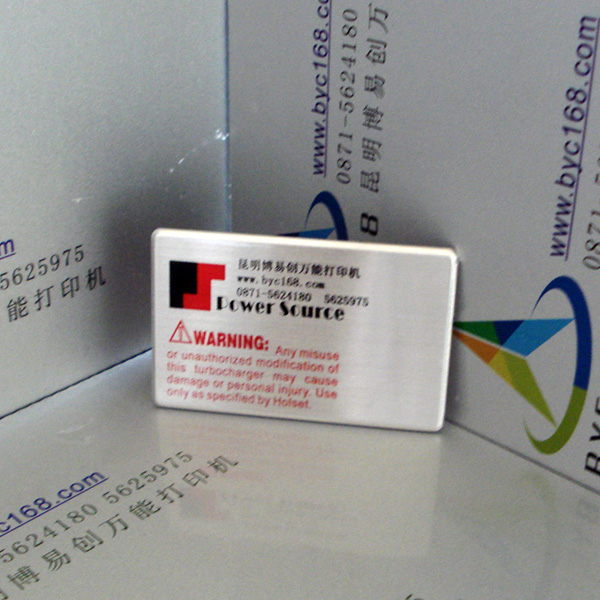 www.byc168.com
0871-5624180
昆明博易创万
8
www.byc168.com
m
5625975
能打印机
昆明博易创万能打印机
www.byc168.com
0871-5624180 5625975
Power Source
WARNING: Any misuse
or unauthorized modification of
this turbocharger may cause
damage or personal injury. Use
only as specified by Holset.
BYC
yc168.com
5624180 5625975
博易创万能打印机